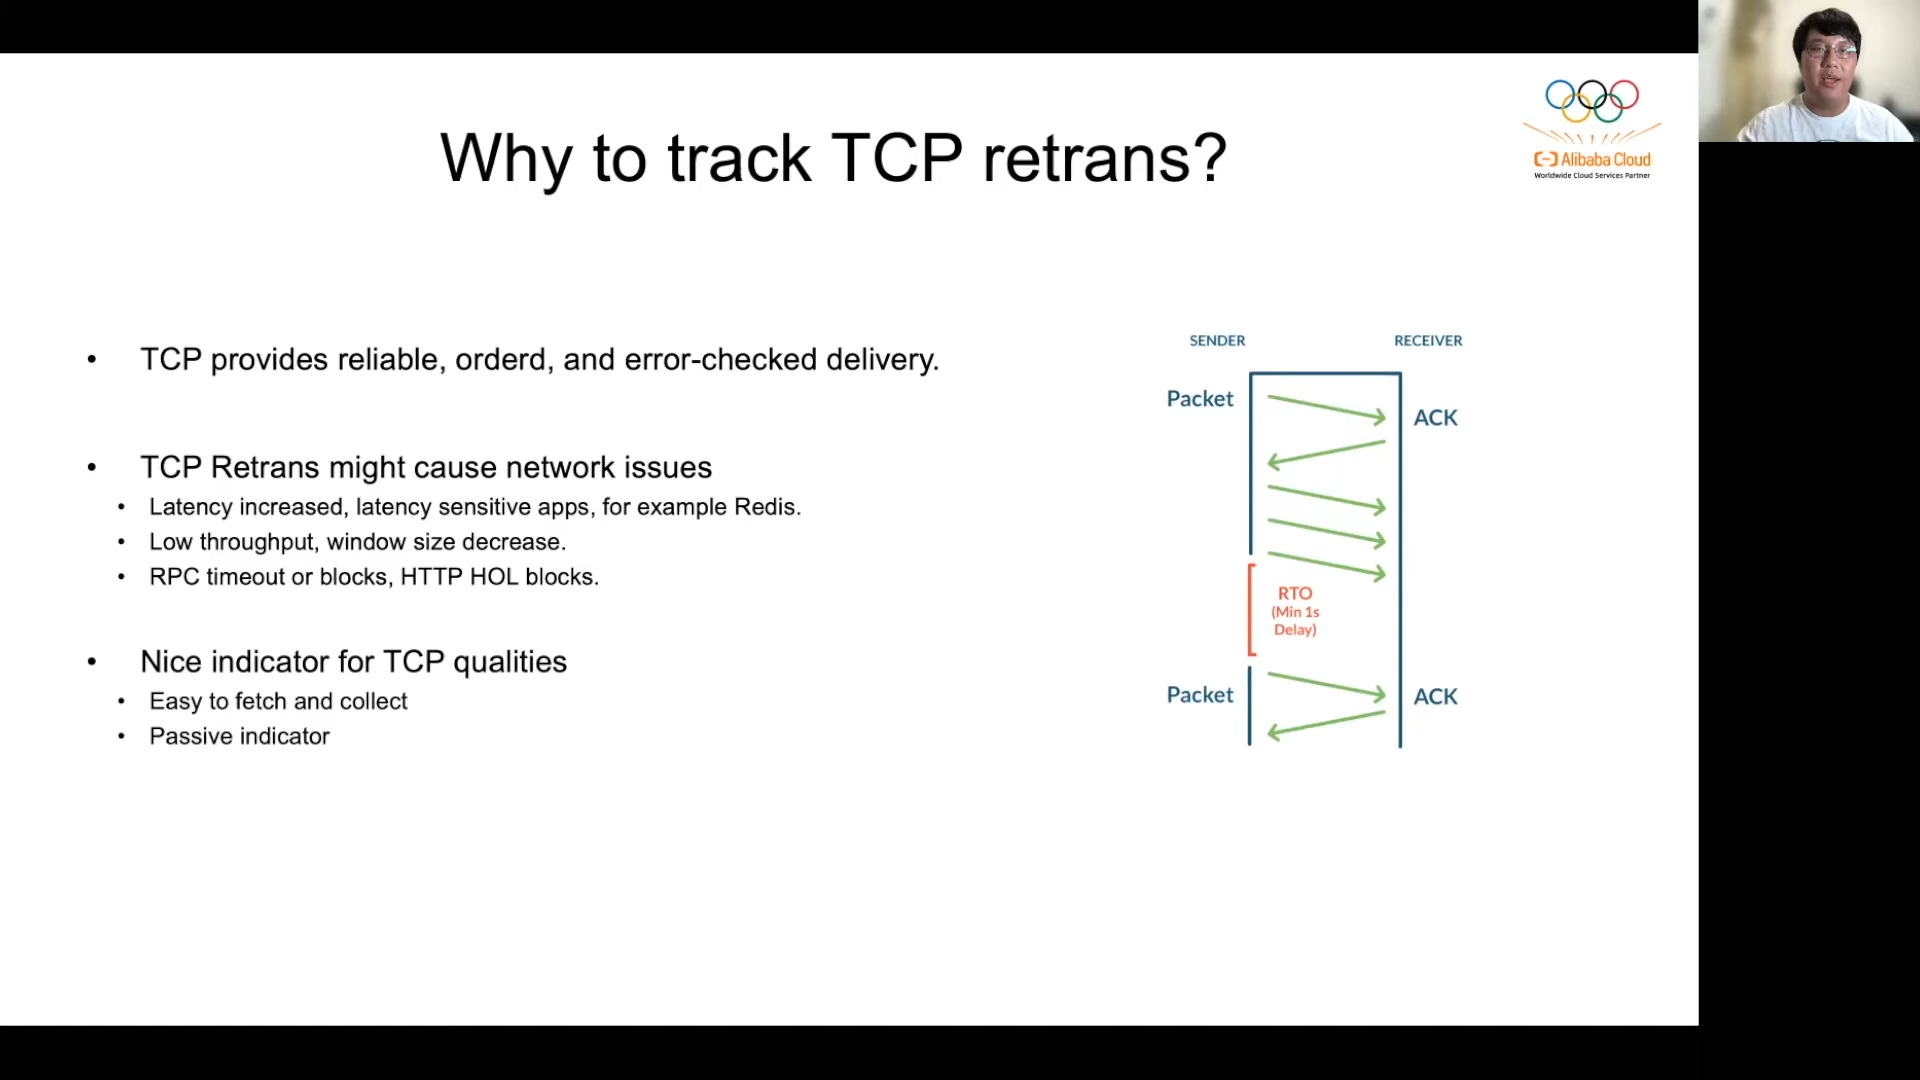 Why to track TCP retrans?
Alibaba Cloud
Worldwide Cloud Services Partner
• TCP provides reliable, orderd, and error-checked delivery.
• TCP Retrans might cause network issues
• Latency increased, latency sensitive apps, for example Redis.
• Low throughput, window size decrease.
• RPC timeout or blocks, HTTP HOL blocks.
• Nice indicator for TCP qualities
• Easy to fetch and collect
• Passive indicator
SENDER
RECEIVER
Packet
ACK
RTO
(Min 1s
Delay)
Packet
ACK